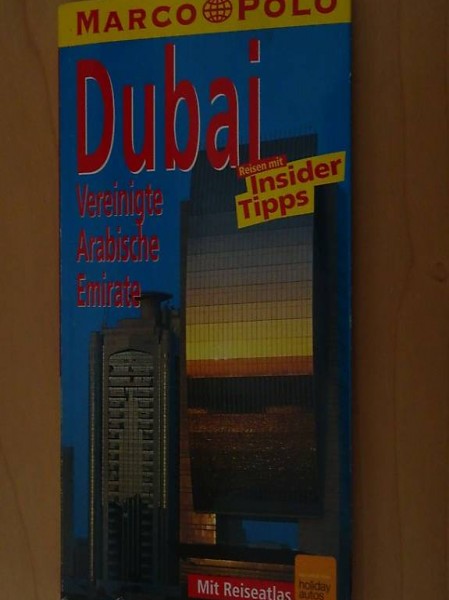 MARCO POLO
Dubai
Reisen mit
Insider
Tipps
Vereinigte
Arabische
Emirate
Mit Reiseatlas
holiday
autos